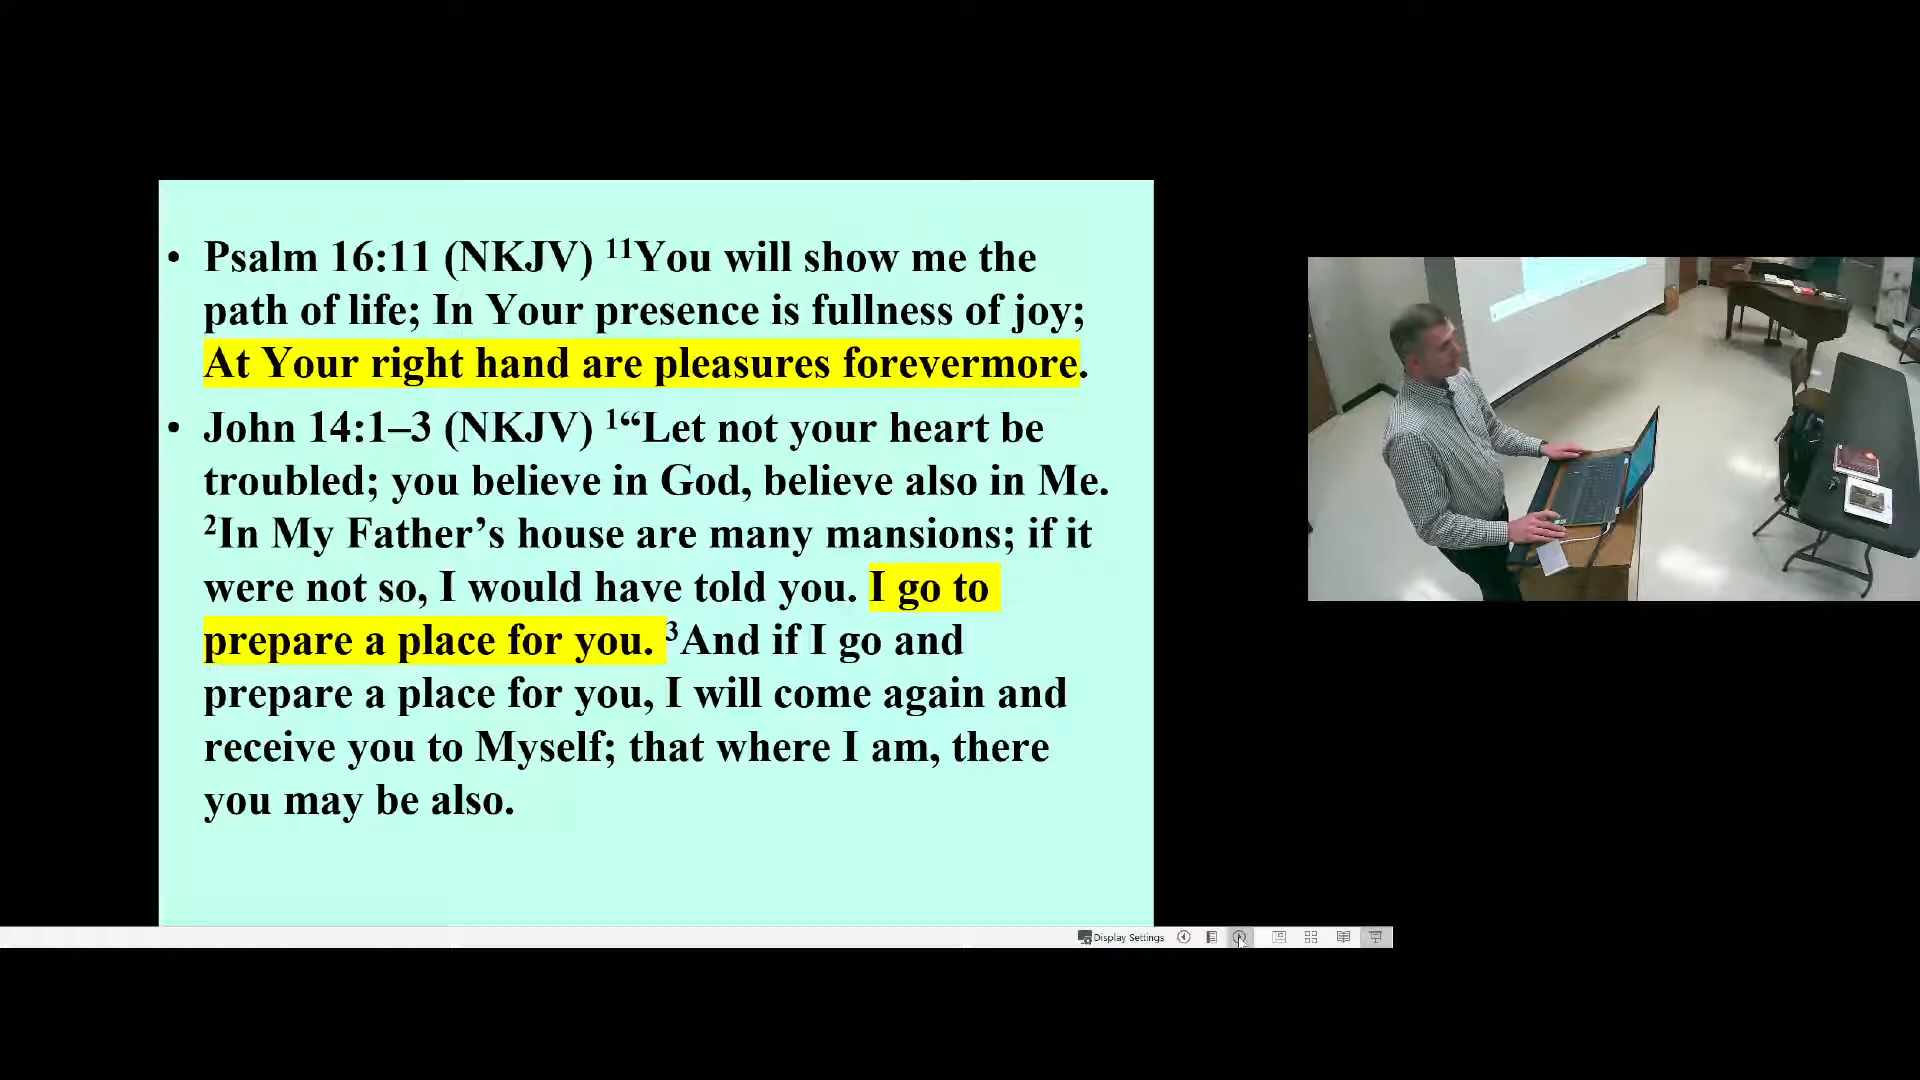 • Psalm 16:11 (NKJV) ¹¹You will show me the
path of life; In Your presence is fullness of joy;
At Your right hand are pleasures forevermore.
• John 14:1–3 (NKJV) ¹“Let not your heart be
troubled; you believe in God, believe also in Me.
²In My Father’s house are many mansions; if it
were not so, I would have told you. I go to
prepare a place for you. ³And if I go and
prepare a place for you, I will come again and
receive you to Myself; that where I am, there
you may be also.
Display Settings